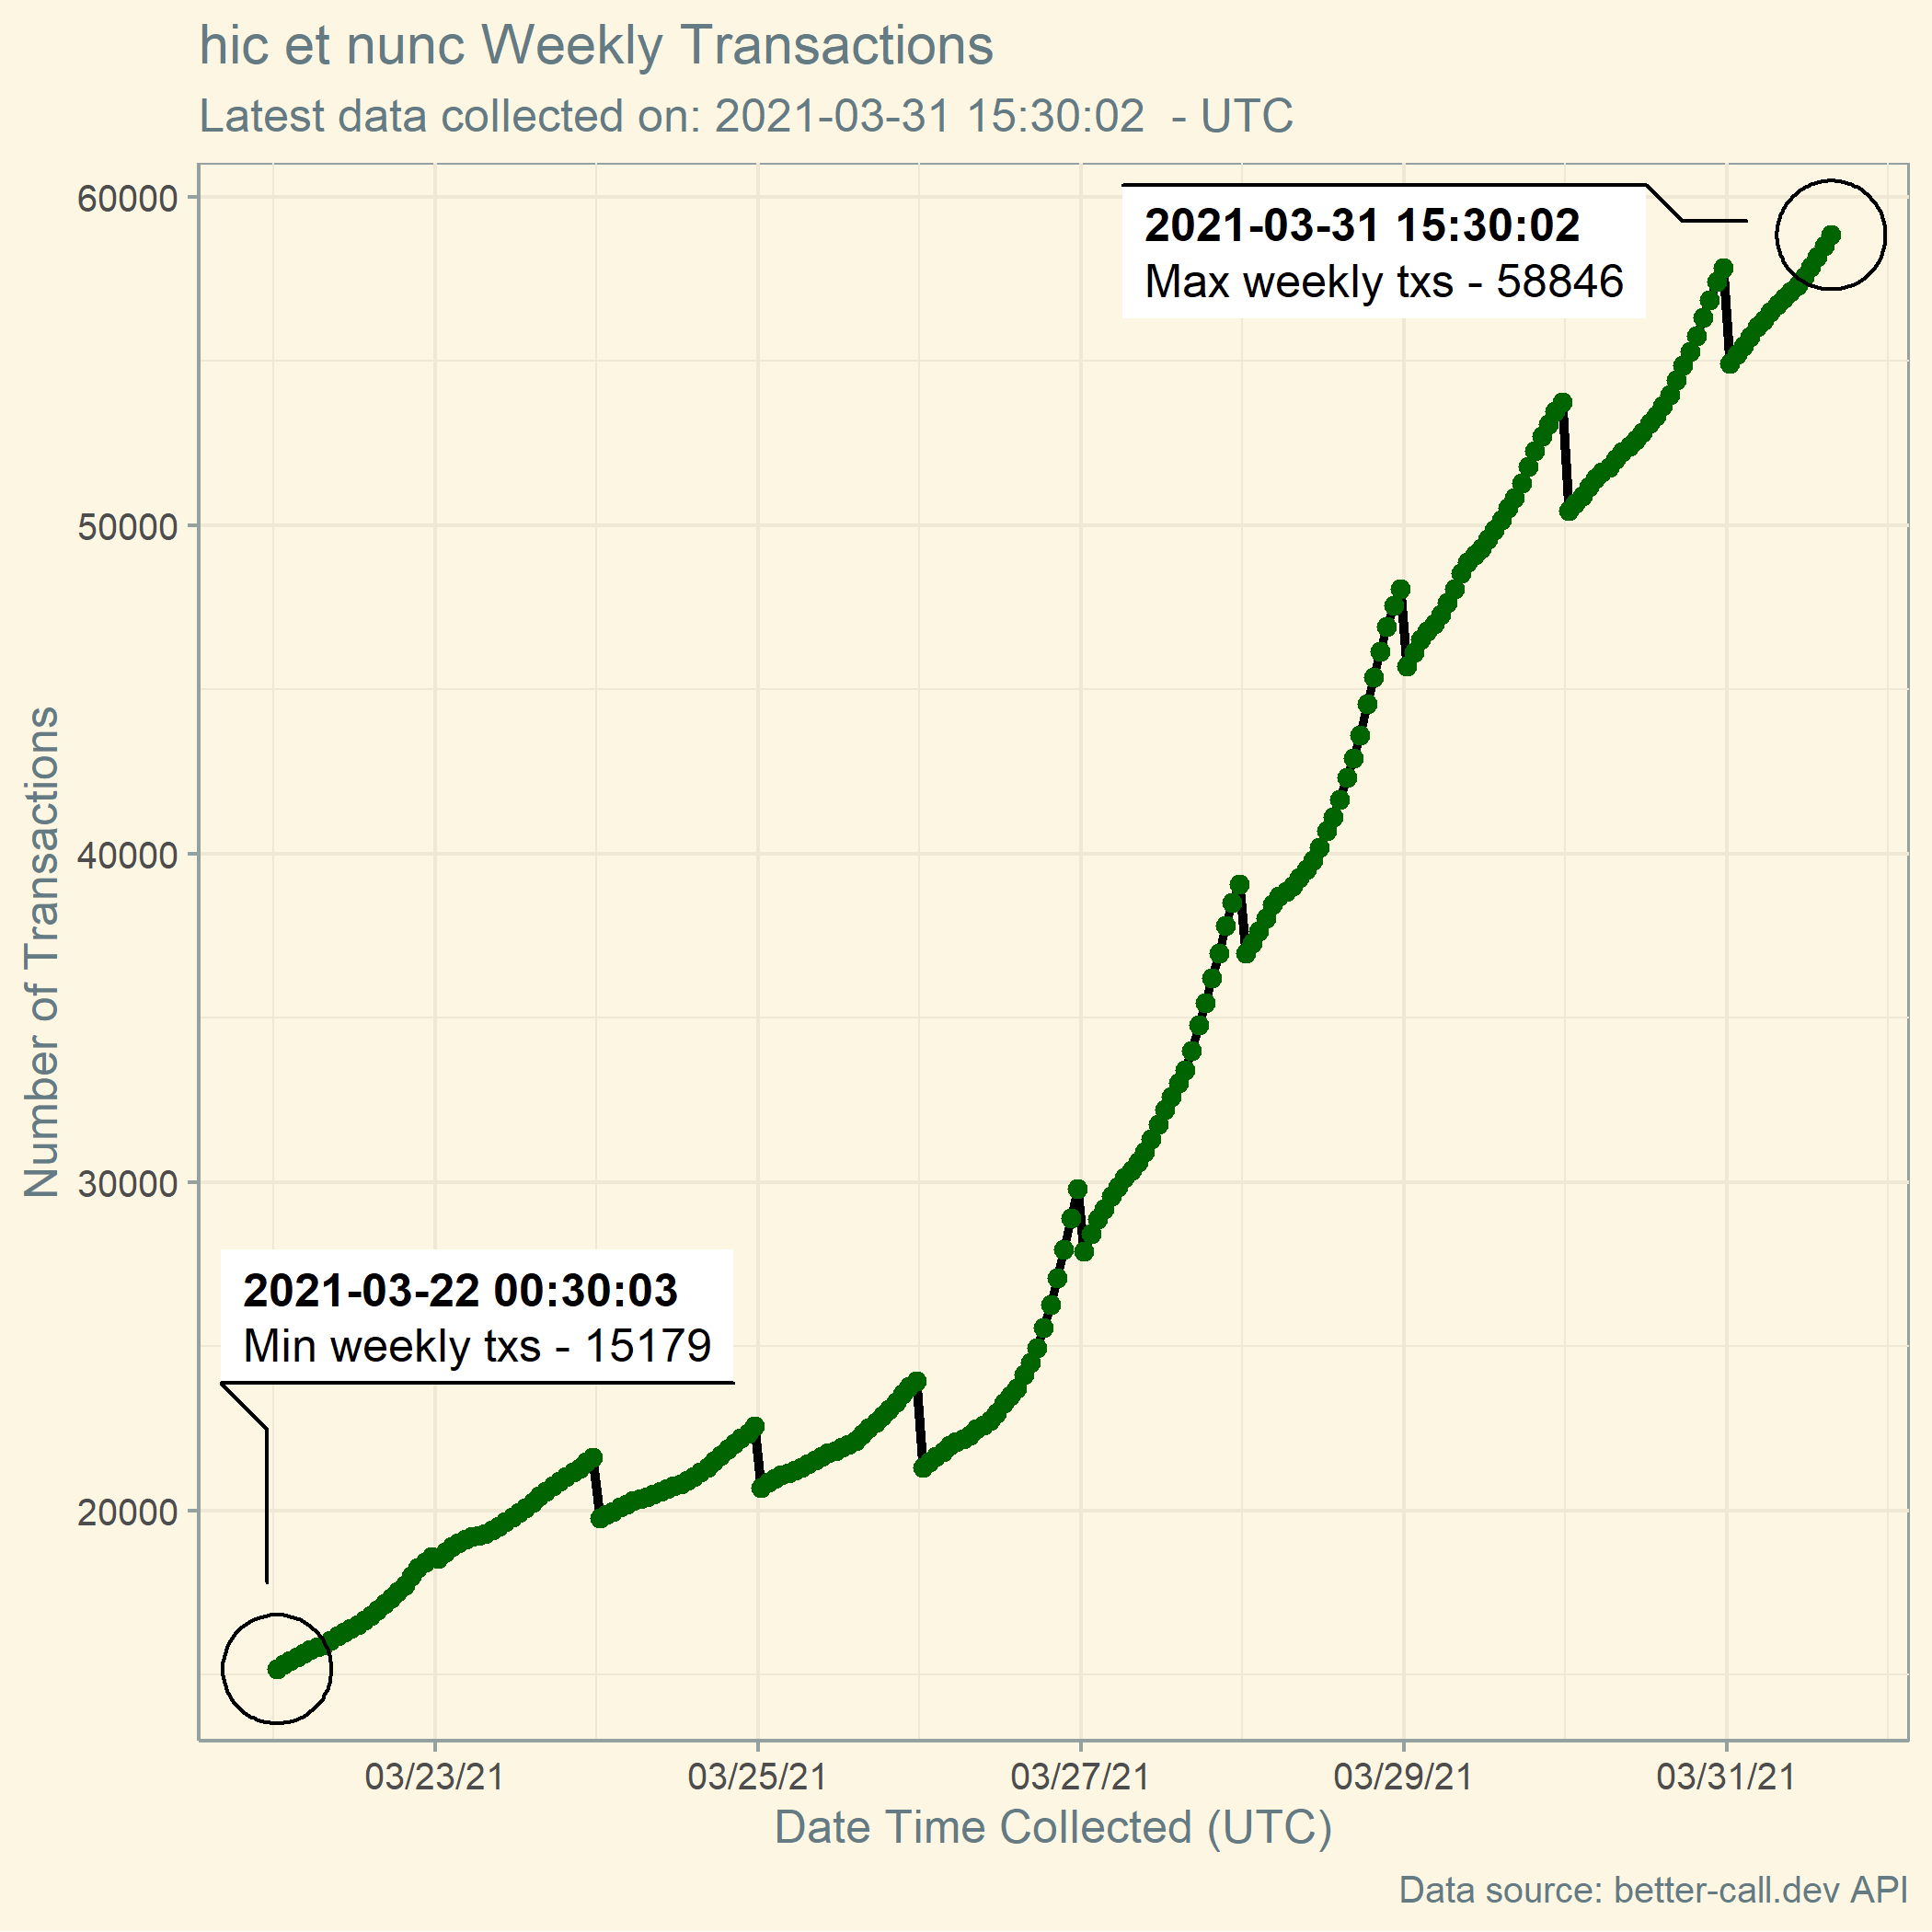 hic et nunc Weekly Transactions
Latest data collected on: 2021-03-31 15:30:02  - UTC
60000
50000
40000
30000
20000
Number of Transactions
2021-03-31 15:30:02
Max weekly txs - 58846
2021-03-22 00:30:03
Min weekly txs - 15179
03/23/21 03/25/21 03/27/21 03/29/21 03/31/21
Date Time Collected (UTC)
Data source: better-call.dev API